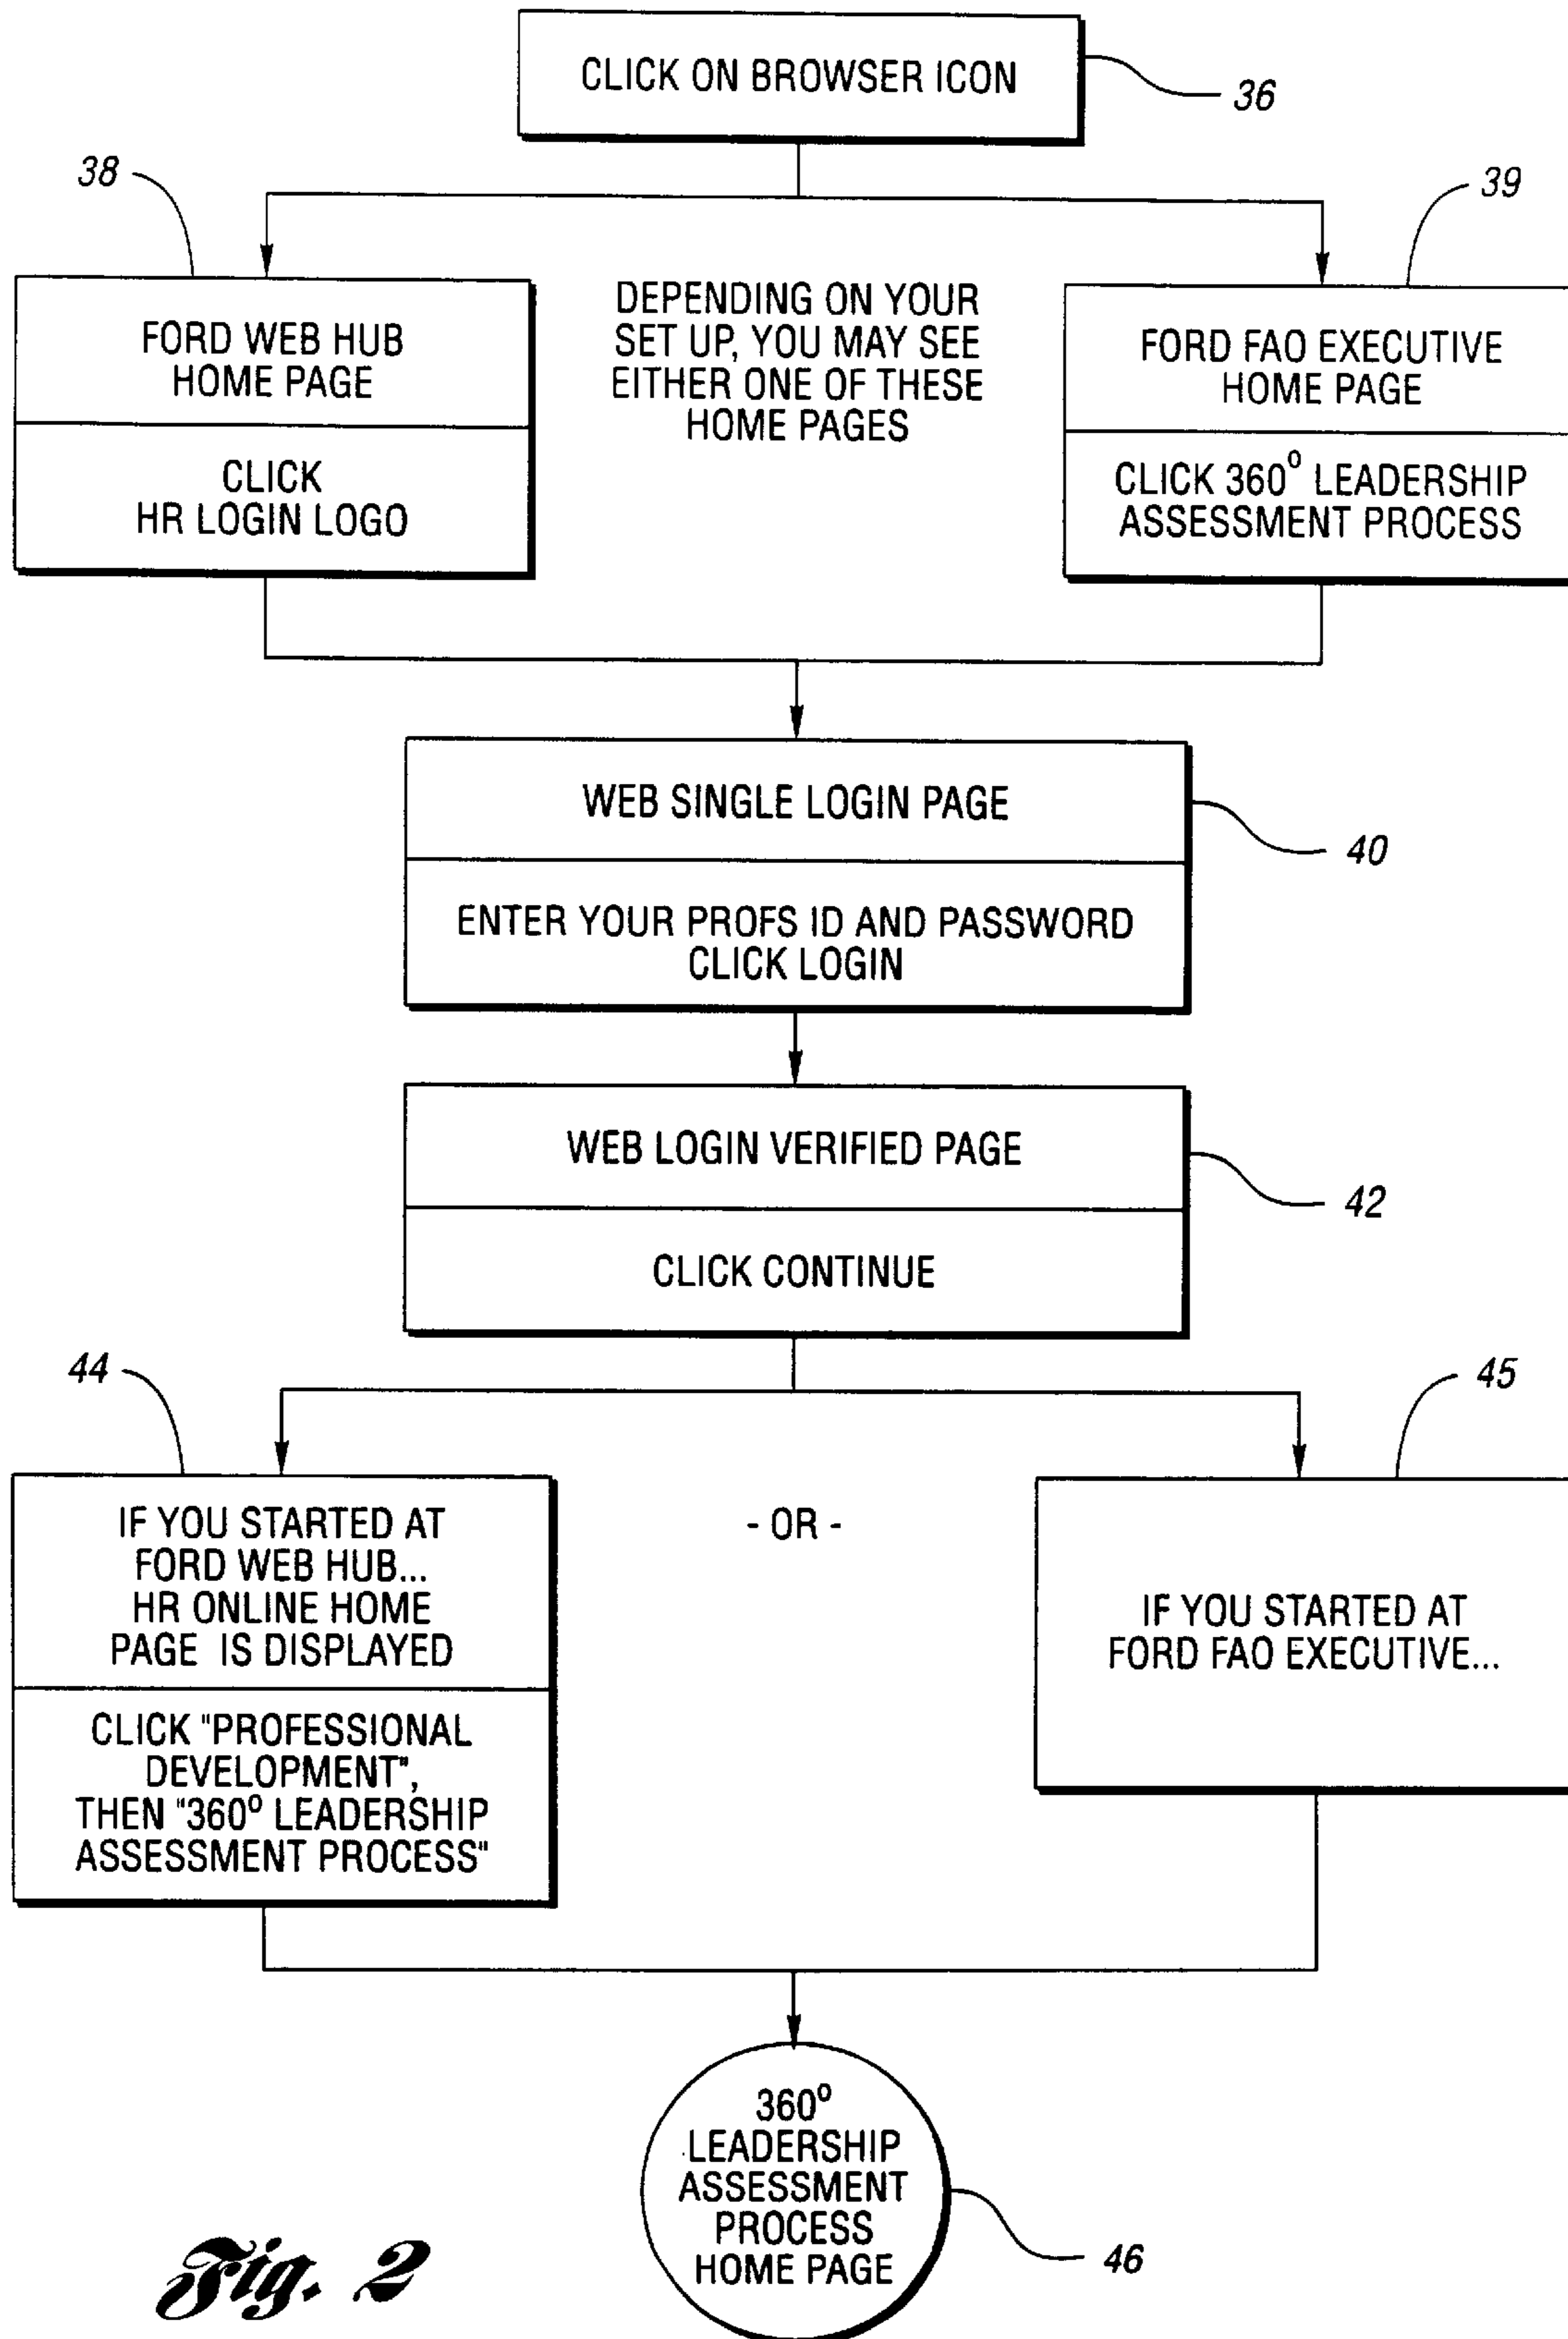 CLICK ON BROWSER ICON
36
38
39
FORD WEB HUB
HOME PAGE
CLICK
HR LOGIN LOGO
DEPENDING ON YOUR
SET UP, YOU MAY SEE
EITHER ONE OF THESE
HOME PAGES
FORD FAO EXECUTIVE
HOME PAGE
CLICK 360° LEADERSHIP
ASSESSMENT PROCESS
WEB SINGLE LOGIN PAGE
40
ENTER YOUR PROFS ID AND PASSWORD
CLICK LOGIN
WEB LOGIN VERIFIED PAGE
42
CLICK CONTINUE
44
45
IF YOU STARTED AT
FORD WEB HUB...
HR ONLINE HOME
PAGE IS DISPLAYED
CLICK "PROFESSIONAL
DEVELOPMENT",
THEN "360° LEADERSHIP
ASSESSMENT PROCESS"
- OR -
IF YOU STARTED AT
FORD FAO EXECUTIVE...
360°
LEADERSHIP
ASSESSMENT
PROCESS
HOME PAGE
46
Fig. 2